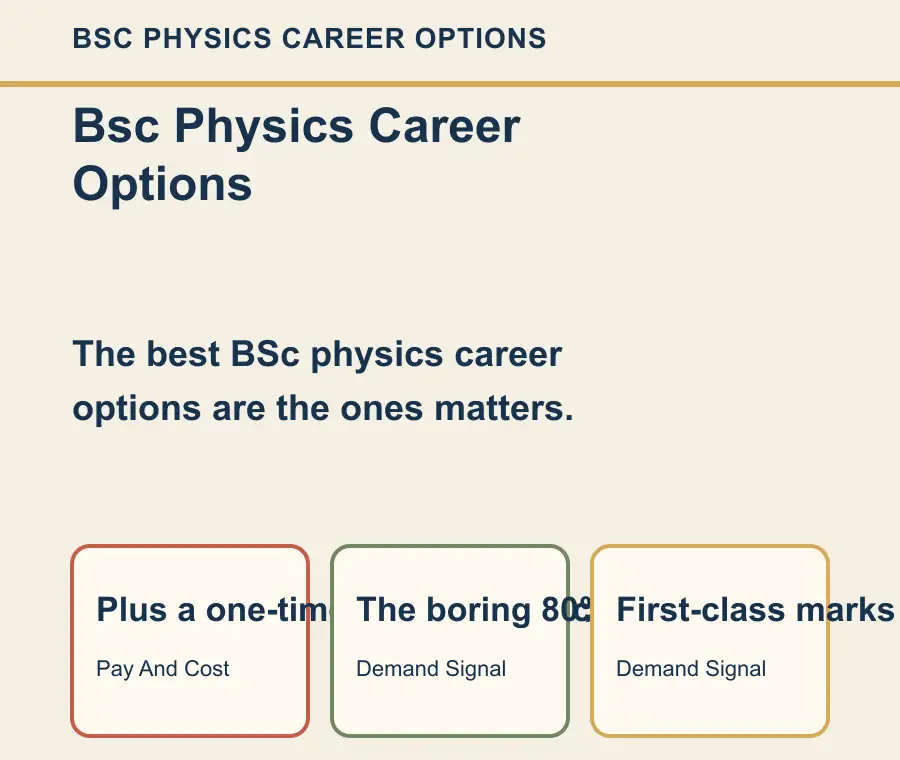 BSC PHYSICS CAREER OPTIONS
Bsc Physics Career
Options
The best BSc physics career
options are the ones matters.
Plus a one-time
The boring 80%
First-class marks
Pay And Cost
Demand Signal
Demand Signal